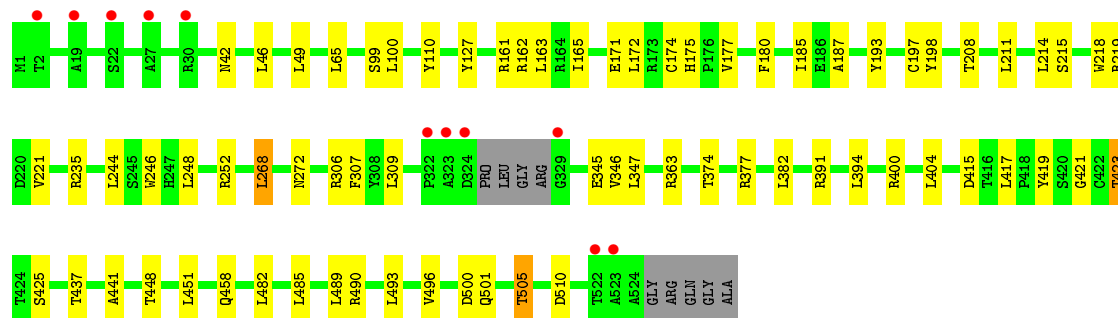 M1 T2 A19 S22 A27 R30 N42 L46 L49 L65 S99 L100 Y110 Y127 R161 R162 L163 R164 I165 E171 L172 R173 C174 H175 P176 V177 F180 I185 E186 A187 Y193 C197 Y198 T208 L211 L214 S215 W218 R219
D220 V221 R235 L244 S245 W246 H247 L248 R252 L268 N272 R306 F307 Y308 L309 P322 A323 D324 PRO LEU GLY ARG G329 E345 V346 L347 R363 T374 R377 L382 R391 L394 R400 L404 D415 T416 L417 P418 Y419 S420 G421 C422 T423
T424 S425 T437 A441 T448 L451 Q458 L482 L485 L489 R490 L493 V496 D500 Q501 T505 D510 T522 A523 A524 GLY ARG GLN GLY ALA